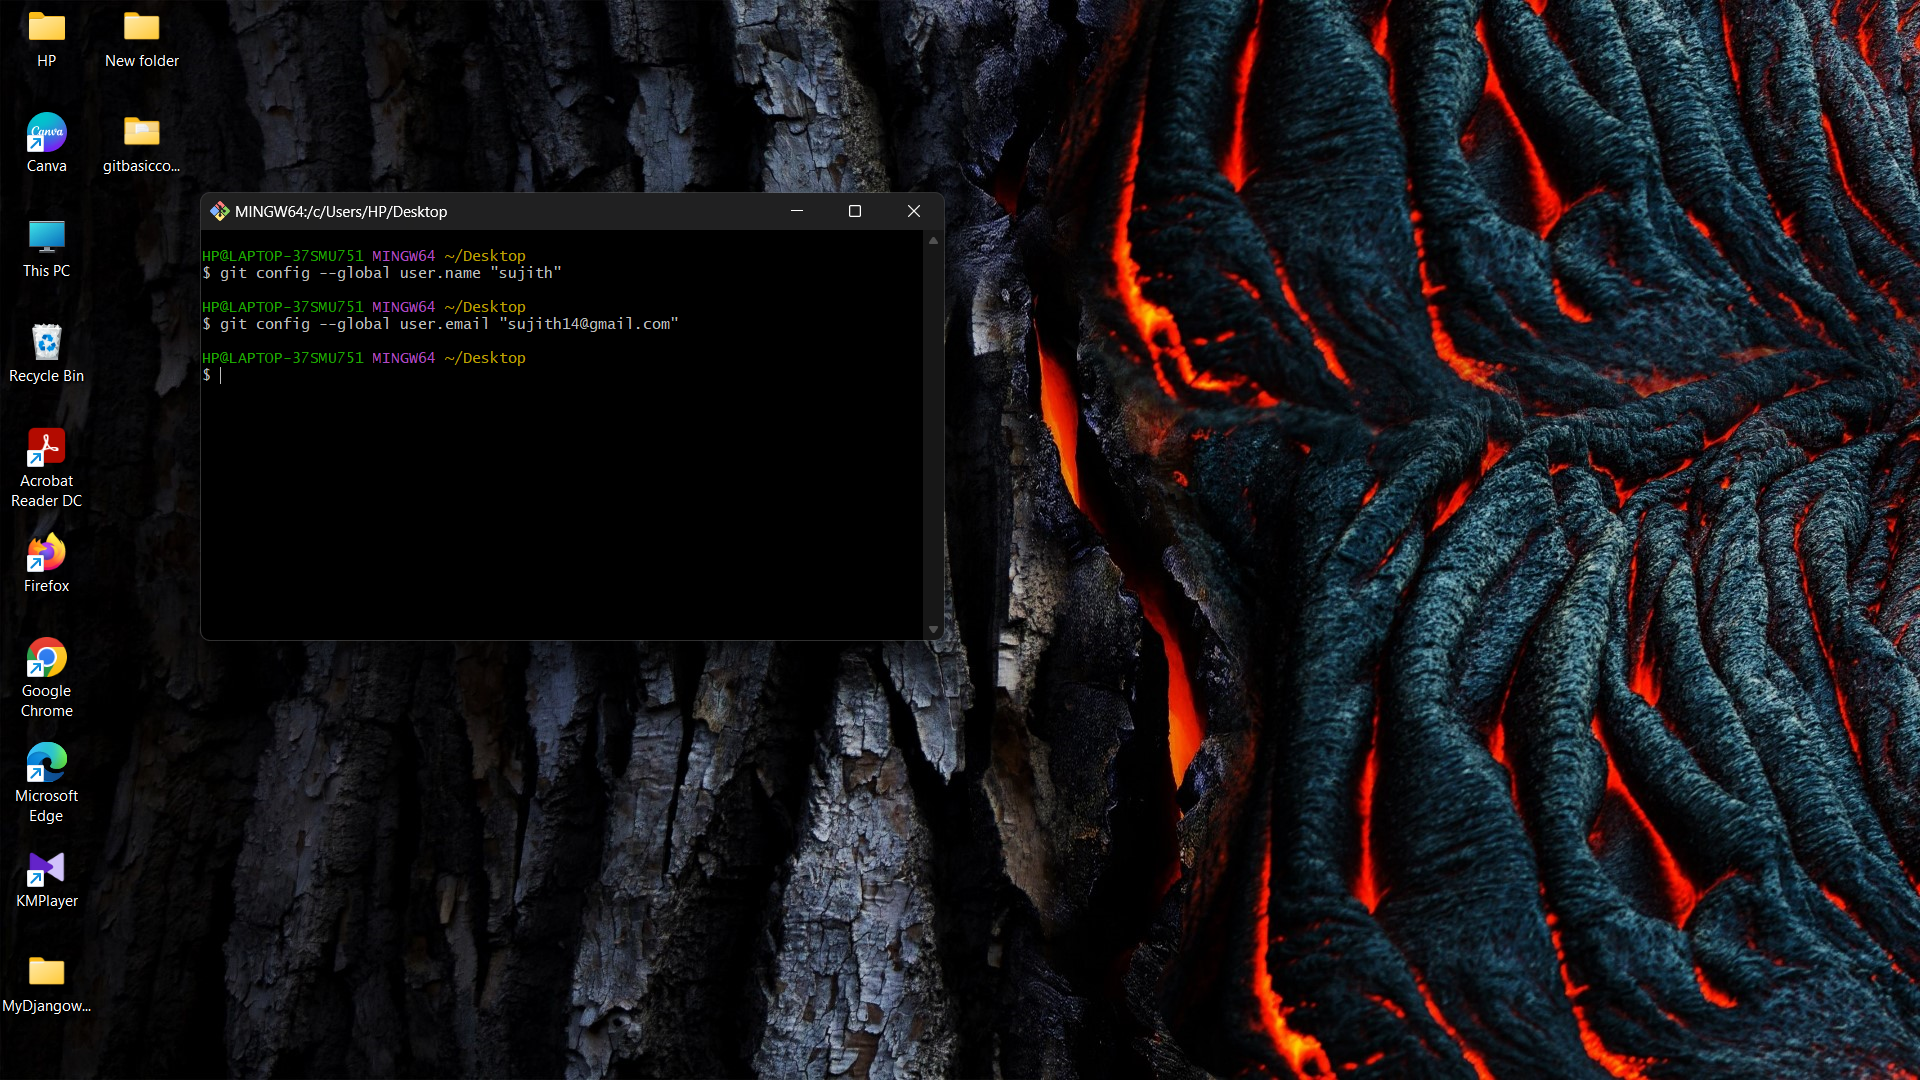 HP
New folder
Canva
Canva
gitbasicco...
This PC
Recycle Bin
Acrobat
Reader DC
Firefox
Google
Chrome
Microsoft
Edge
KMPlayer
MyDjangow...
MINGW64:/c/Users/HP/Desktop
HP@LAPTOP-37SMU751 MINGW64 ~/Desktop
$ git config --global user.name "sujith"
HP@LAPTOP-37SMU751 MINGW64 ~/Desktop
$ git config --global user.email "sujith14@gmail.com"
HP@LAPTOP-37SMU751 MINGW64 ~/Desktop
$